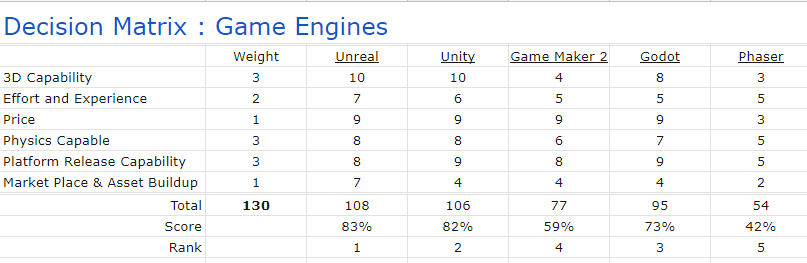 Decision Matrix : Game Engines
Weight Unreal Unity Game Maker 2 Godot Phaser
3D Capability 3 10 10 4 8 3
Effort and Experience 2 7 6 5 5 5
Price 1 9 9 9 9 3
Physics Capable 3 8 8 6 7 5
Platform Release Capability 3 8 9 8 9 5
Market Place & Asset Buildup 1 7 4 4 4 2
Total 130 108 106 77 95 54
Score 83% 82% 59% 73% 42%
Rank 1 2 4 3 5